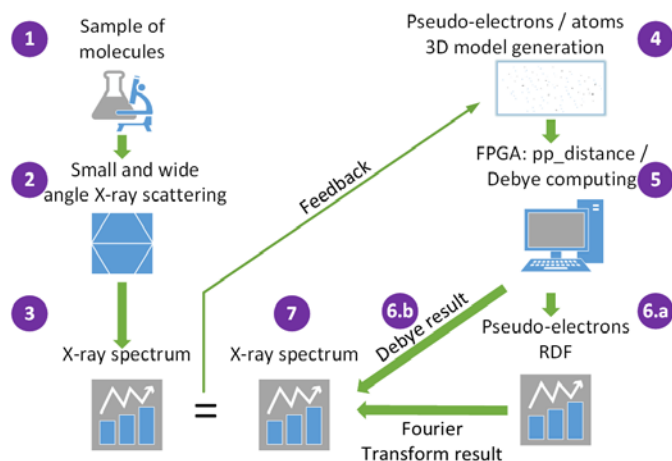 1
Sample of
molecules
2
Small and wide
angle X-ray scattering
3
X-ray spectrum
=
7
X-ray spectrum
Feedback
Pseudo-electrons / atoms
3D model generation
4
FPGA: pp_distance /
Debye computing
5
6.b
Debye result
6.a
Pseudo-electrons
RDF
Fourier
Transform result